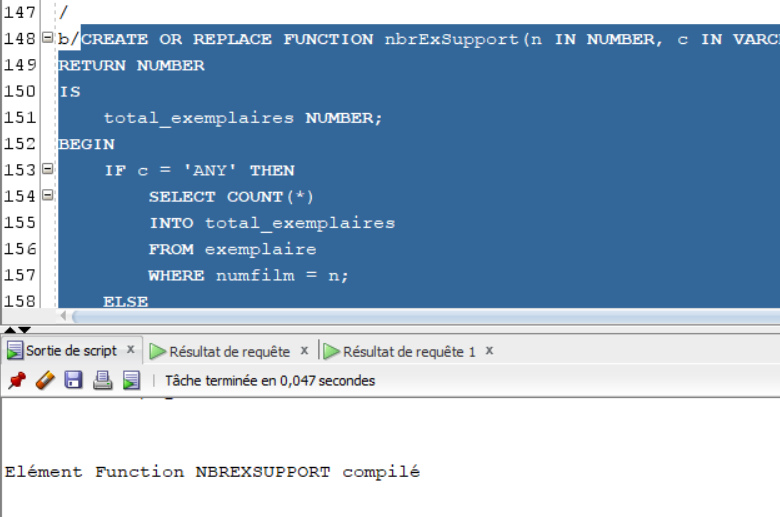 147 /
148 b/CREATE OR REPLACE FUNCTION nbrExSupport(n IN NUMBER, c IN
149 RETURN NUMBER
150 IS
151 total_exemplaires NUMBER;
152 BEGIN
153 IF c = 'ANY' THEN
154 SELECT COUNT(*)
155 INTO total_exemplaires
156 FROM exemplaire
157 WHERE numfilm = n;
158 ELSE
Sortie de script x Résultat de requête x Résultat de requête 1 x
Tâche terminée en 0,047 secondes
Elément Function NBREXSUPPORT compilé